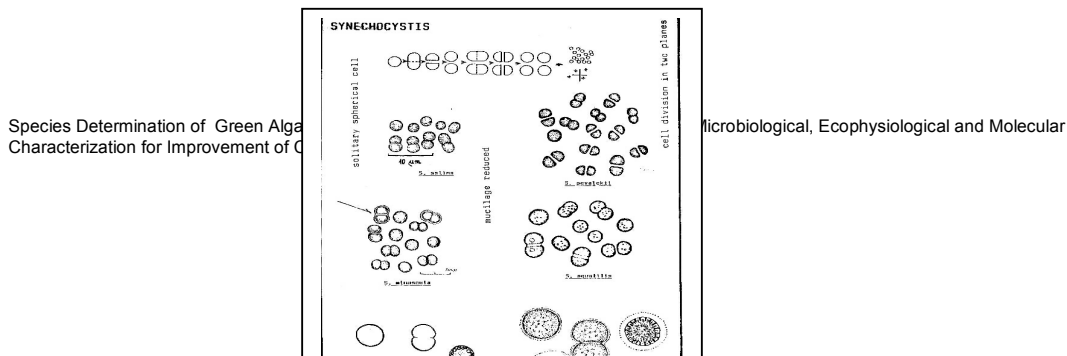 SYNECHOCYSTIS
solitary spherical cell
cell division in two planes
mucilage reduced
Species Determination of Green Alga
Microbiological, Ecophysiological and Molecular
Characterization for Improvement of
10 µm
S. salina
S. pevalekii
S. aquatilis